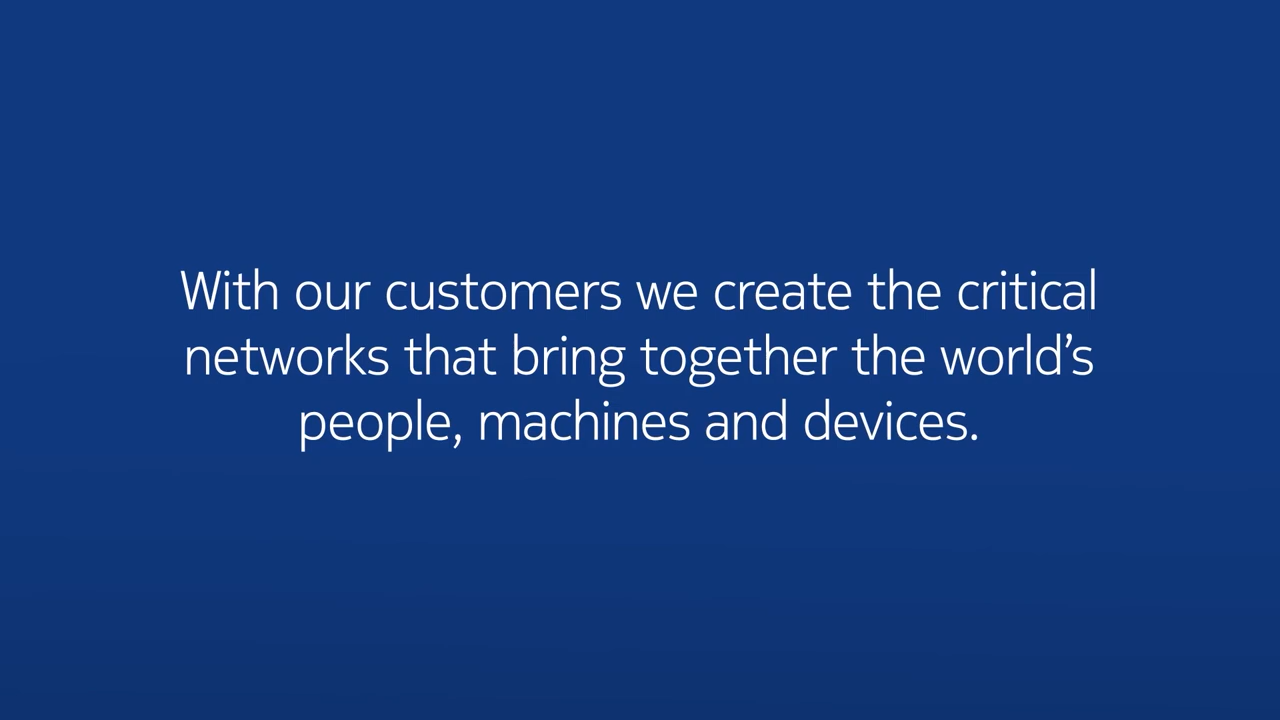 With our customers we create the critical
networks that bring together the world’s
people, machines and devices.